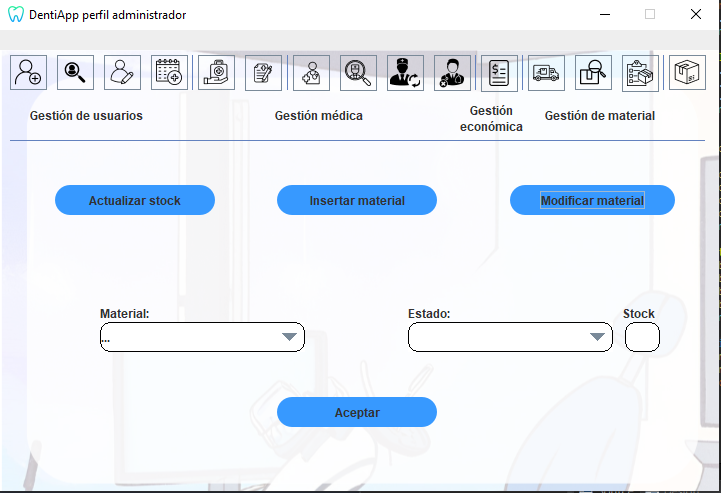 DentiApp perfil administrador
Gestión de usuarios
Gestión médica
Gestión
económica
Gestión de material
Actualizar stock
Insertar material
Modificar material
Material:
Estado:
Stock
...
Aceptar